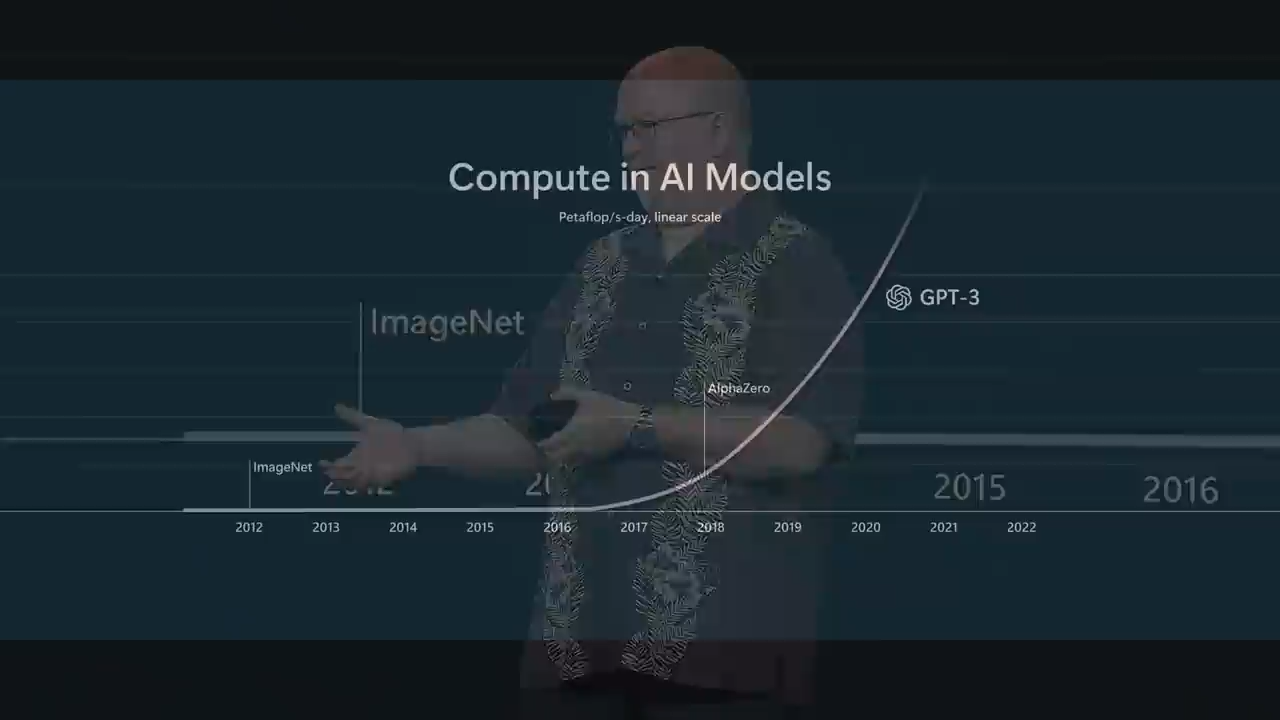 Compute in AI Models
Petaflop/s-day, linear scale
GPT-3
ImageNet
AlphaZero
ImageNet
2012 2015 2016
2012 2013 2014 2015 2016 2017 2018 2019 2020 2021 2022